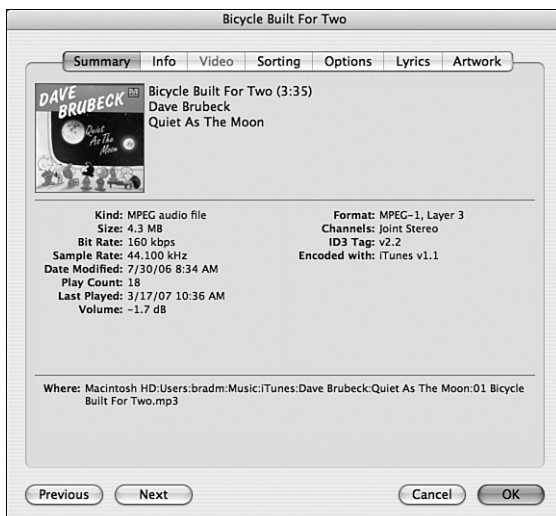 Bicycle Built For Two
Summary Info Video Sorting Options Lyrics Artwork
DAVE
BRUBECK
Quiet
As The
Moon
Bicycle Built For Two (3:35)
Dave Brubeck
Quiet As The Moon
Kind: MPEG audio file
Size: 4.3 MB
Bit Rate: 160 kbps
Sample Rate: 44.100 kHz
Date Modified: 7/30/06 8:34 AM
Play Count: 18
Last Played: 3/17/07 10:36 AM
Volume: -1.7 dB
Format: MPEG-1, Layer 3
Channels: Joint Stereo
ID3 Tag: v2.2
Encoded with: iTunes v1.1
Where: Macintosh HD:Users:bradm:Music:iTunes:Dave Brubeck:Quiet As The Moon:01 Bicycle
Built For Two.mp3
Previous Next Cancel OK